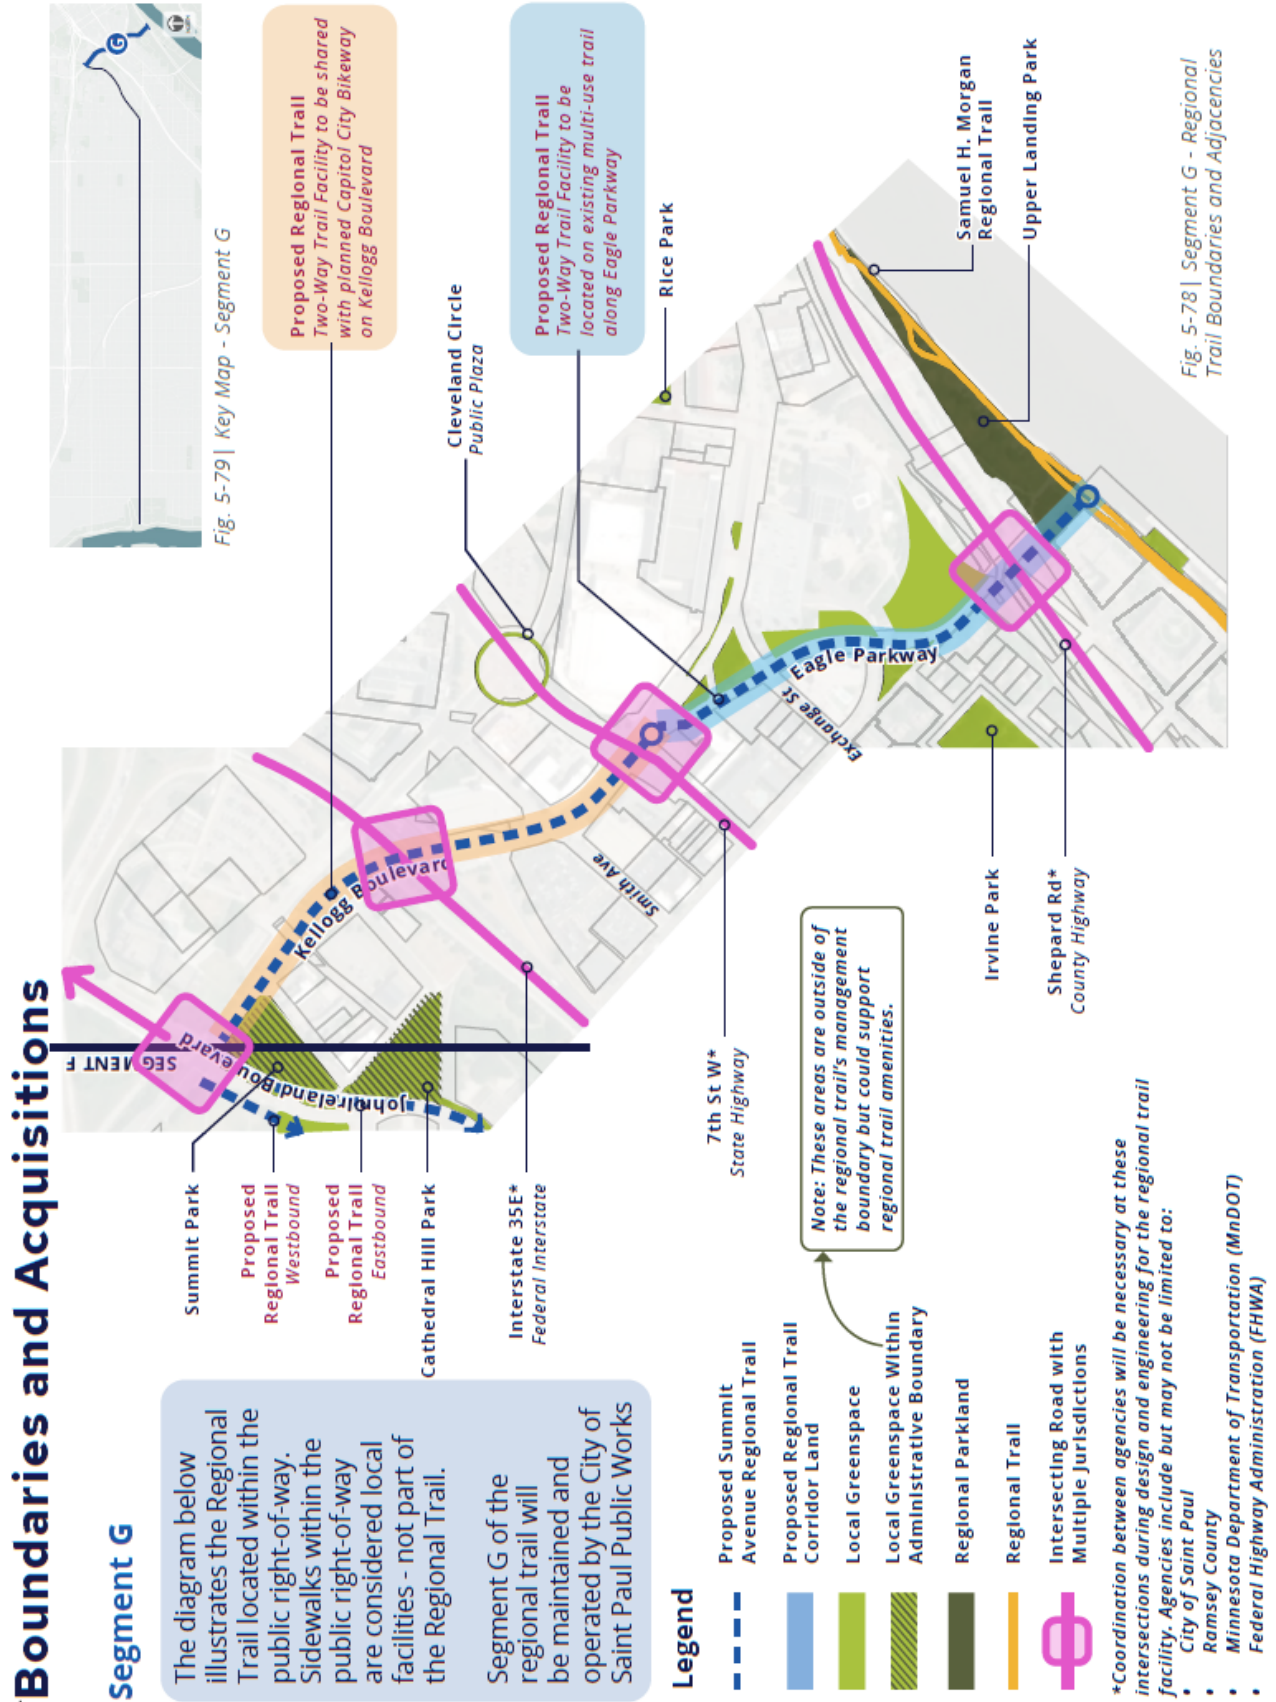 Boundaries and Acquisitions
Segment G
The diagram below
illustrates the Regional
Trail located within the
public right-of-way.
Sidewalks within the
public right-of-way
are considered local
facilities - not part of
the Regional Trail.
Segment G of the
regional trail will
be maintained and
operated by the City of
Saint Paul Public Works
Legend
Proposed Summit
Avenue Regional Trail
Proposed Regional Trail
Corridor Land
Local Greenspace
Local Greenspace Within
Administrative Boundary
Regional Parkland
Regional Trail
Intersecting Road with
Multiple Jurisdictions
*Coordination between agencies will be necessary at these
intersections during design and engineering for the regional trail
facility. Agencies include but may not be limited to:
• City of Saint Paul
• Ramsey County
• Minnesota Department of Transportation (MnDOT)
• Federal Highway Administration (FHWA)
Note: These areas are outside of
the regional trail's management
boundary but could support
regional trail amenities.
Summit Park
Proposed
Regional Trail
Westbound
Proposed
Regional Trail
Eastbound
Cathedral Hill Park
Interstate 35E*
Federal Interstate
7th St W*
State Highway
Irvine Park
Shepard Rd*
County Highway
SEGMENT F
John Ireland Boulevard
Kellogg Boulevard
Smith Ave
Exchange St
Eagle Parkway
Cleveland Circle
Public Plaza
Rice Park
Samuel H. Morgan
Regional Trail
Upper Landing Park
Proposed Regional Trail
Two-Way Trail Facility to be shared
with planned Capitol City Bikeway
on Kellogg Boulevard
Proposed Regional Trail
Two-Way Trail Facility to be
located on existing multi-use trail
along Eagle Parkway
G
Fig. 5-79 | Key Map - Segment G
Fig. 5-78 | Segment G - Regional
Trail Boundaries and Adjacencies